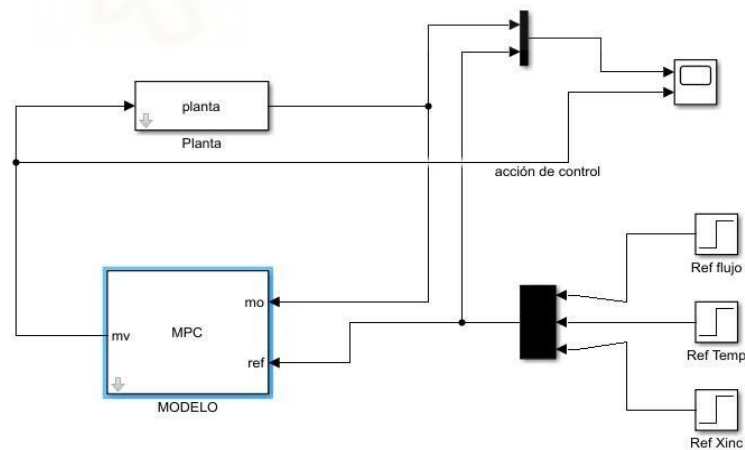 planta
Planta
acción de control
Ref flujo
mo
MPC
mv
Ref Temp
ref
MODELO
Ref Xinc